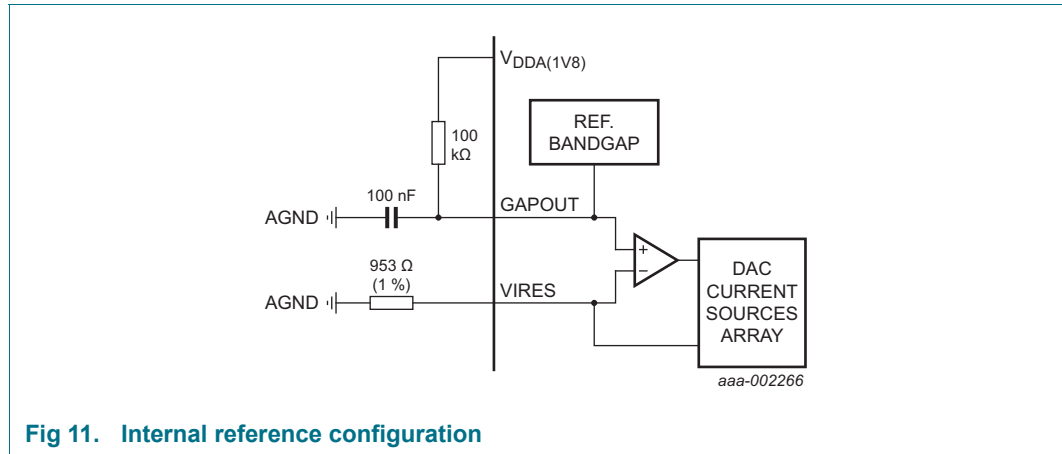 VDDA(1V8)
REF.
BANDGAP
100
kΩ
100 nF
GAPOUT
AGND
+
953 Ω
(1 %)
−
DAC
CURRENT
SOURCES
ARRAY
VIRES
AGND
aaa-002266
Fig 11. Internal reference configuration